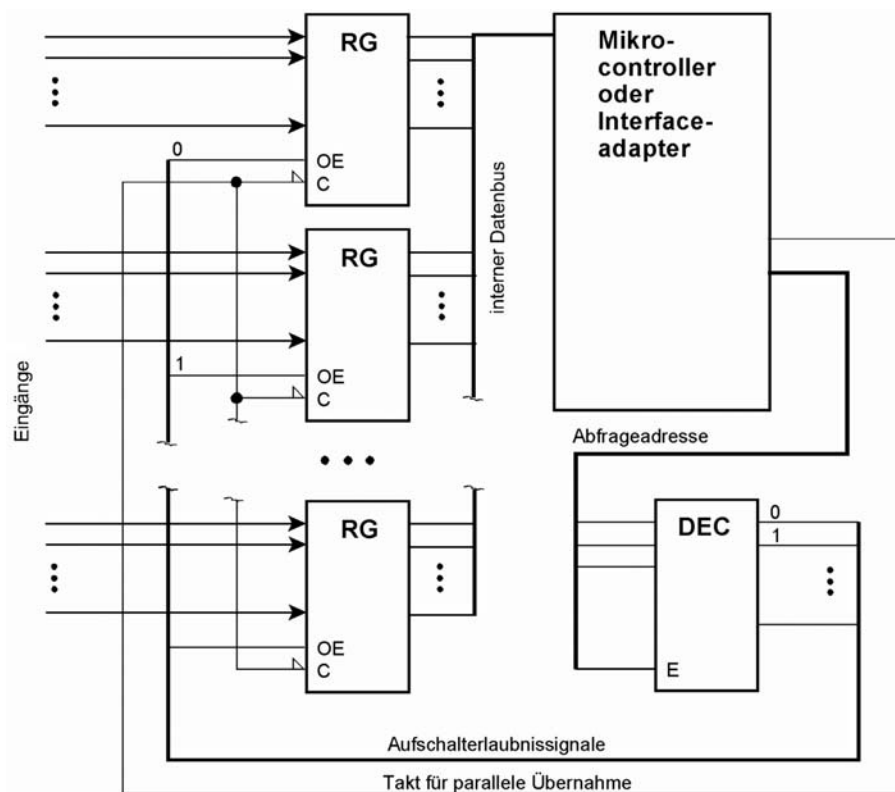 RG
0
OE
C
RG
1
OE
C
RG
OE
C
Eingänge
interner Datenbus
Mikro-
controller
oder
Interface-
adapter
Abfrageadresse
DEC
0
1
E
Aufschalterlaubnissignale
Takt für parallele Übernahme